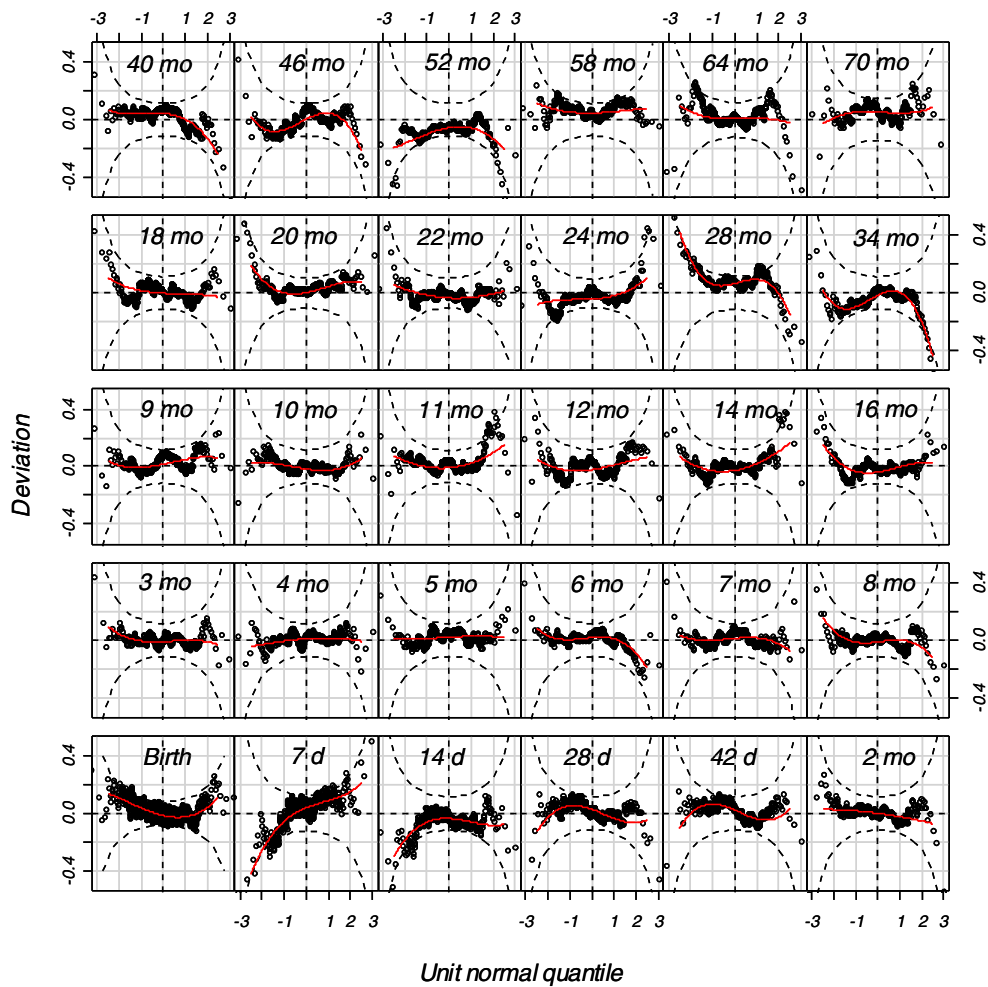 -3 -1 1 2 3 -3 -1 1 2 3 -3 -1 1 2 3
0.4 0.0 -0.4
40 mo 46 mo 52 mo 58 mo 64 mo 70 mo
18 mo 20 mo 22 mo 24 mo 28 mo 34 mo
0.4 0.0 -0.4
Deviation
0.4 0.0 -0.4
9 mo 10 mo 11 mo 12 mo 14 mo 16 mo
3 mo 4 mo 5 mo 6 mo 7 mo 8 mo
0.4 0.0 -0.4
0.4 0.0 -0.4
Birth 7 d 14 d 28 d 42 d 2 mo
-3 -1 1 2 3 -3 -1 1 2 3 -3 -1 1 2 3
Unit normal quantile